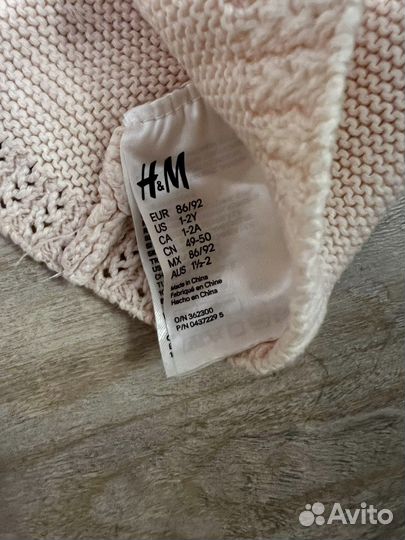 H&M
EUR 86/92
US 1-2Y
CA 1-2A
CN 49-50
MX 86/92
AUS 1½-2
Made in China
Fabriqué en Chine
Hecho en China
O/N 362300
P/N 0437229 5
Avito